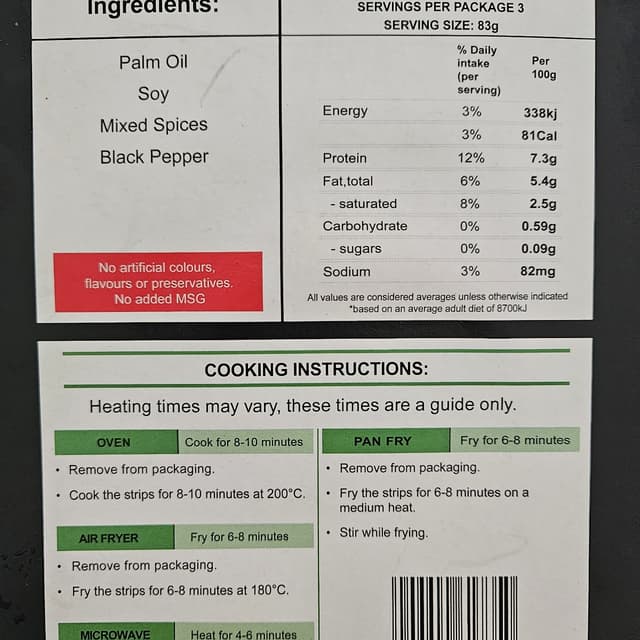 Ingredients:
Palm Oil
Soy
Mixed Spices
Black Pepper
No artificial colours,
flavours or preservatives.
No added MSG
SERVINGS PER PACKAGE 3
SERVING SIZE: 83g
% Daily
intake
(per
serving)
Per
100g
Energy 3% 338kj
3% 81Cal
Protein 12% 7.3g
Fat,total 6% 5.4g
- saturated 8% 2.5g
Carbohydrate 0% 0.59g
- sugars 0% 0.09g
Sodium 3% 82mg
All values are considered averages unless otherwise indicated
*based on an average adult diet of 8700kJ
COOKING INSTRUCTIONS:
Heating times may vary, these times are a guide only.
OVEN Cook for 8-10 minutes
• Remove from packaging.
• Cook the strips for 8-10 minutes at 200°C.
AIR FRYER Fry for 6-8 minutes
• Remove from packaging.
• Fry the strips for 6-8 minutes at 180°C.
MICROWAVE Heat for 4-6 minutes
PAN FRY Fry for 6-8 minutes
• Remove from packaging.
• Fry the strips for 6-8 minutes on a
medium heat.
• Stir while frying.